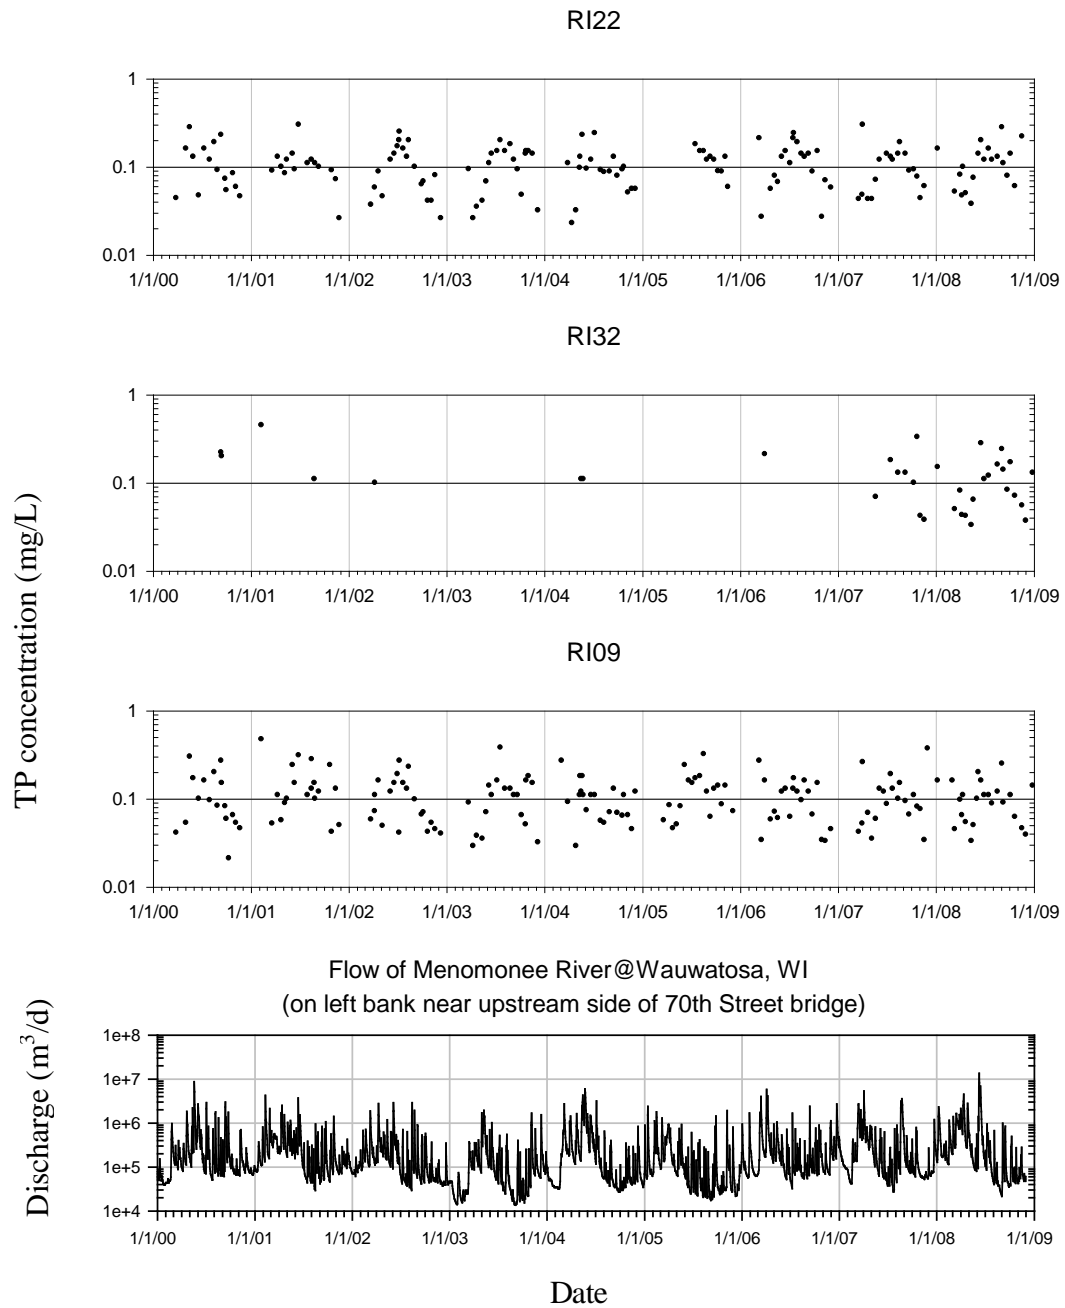 RI22
1
0.1
0.01
1/1/00 1/1/01 1/1/02 1/1/03 1/1/04 1/1/05 1/1/06 1/1/07 1/1/08 1/1/09
RI32
1
0.1
0.01
1/1/00 1/1/01 1/1/02 1/1/03 1/1/04 1/1/05 1/1/06 1/1/07 1/1/08 1/1/09
TP concentration (mg/L)
RI09
1
0.1
0.01
1/1/00 1/1/01 1/1/02 1/1/03 1/1/04 1/1/05 1/1/06 1/1/07 1/1/08 1/1/09
Flow of Menomonee River@Wauwatosa, WI
(on left bank near upstream side of 70th Street bridge)
Discharge (m³/d)
1e+8
1e+7
1e+6
1e+5
1e+4
1/1/00 1/1/01 1/1/02 1/1/03 1/1/04 1/1/05 1/1/06 1/1/07 1/1/08 1/1/09
Date